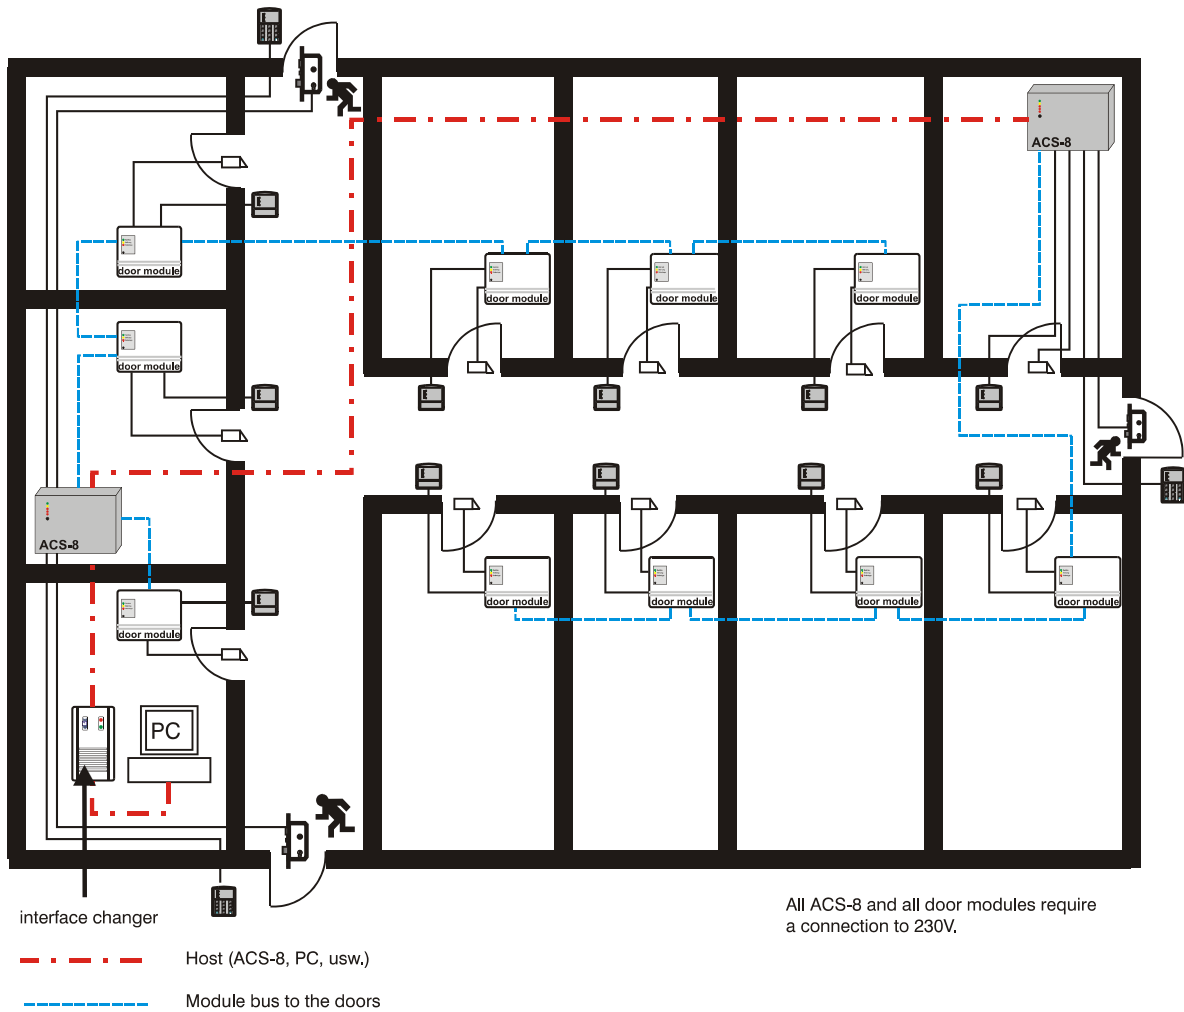 ACS-8
door module
door module
door module
door module
door module
ACS-8
door module
door module
door module
door module
door module
PC
interface changer
All ACS-8 and all door modules require
a connection to 230V.
Host (ACS-8, PC, usw.)
Module bus to the doors